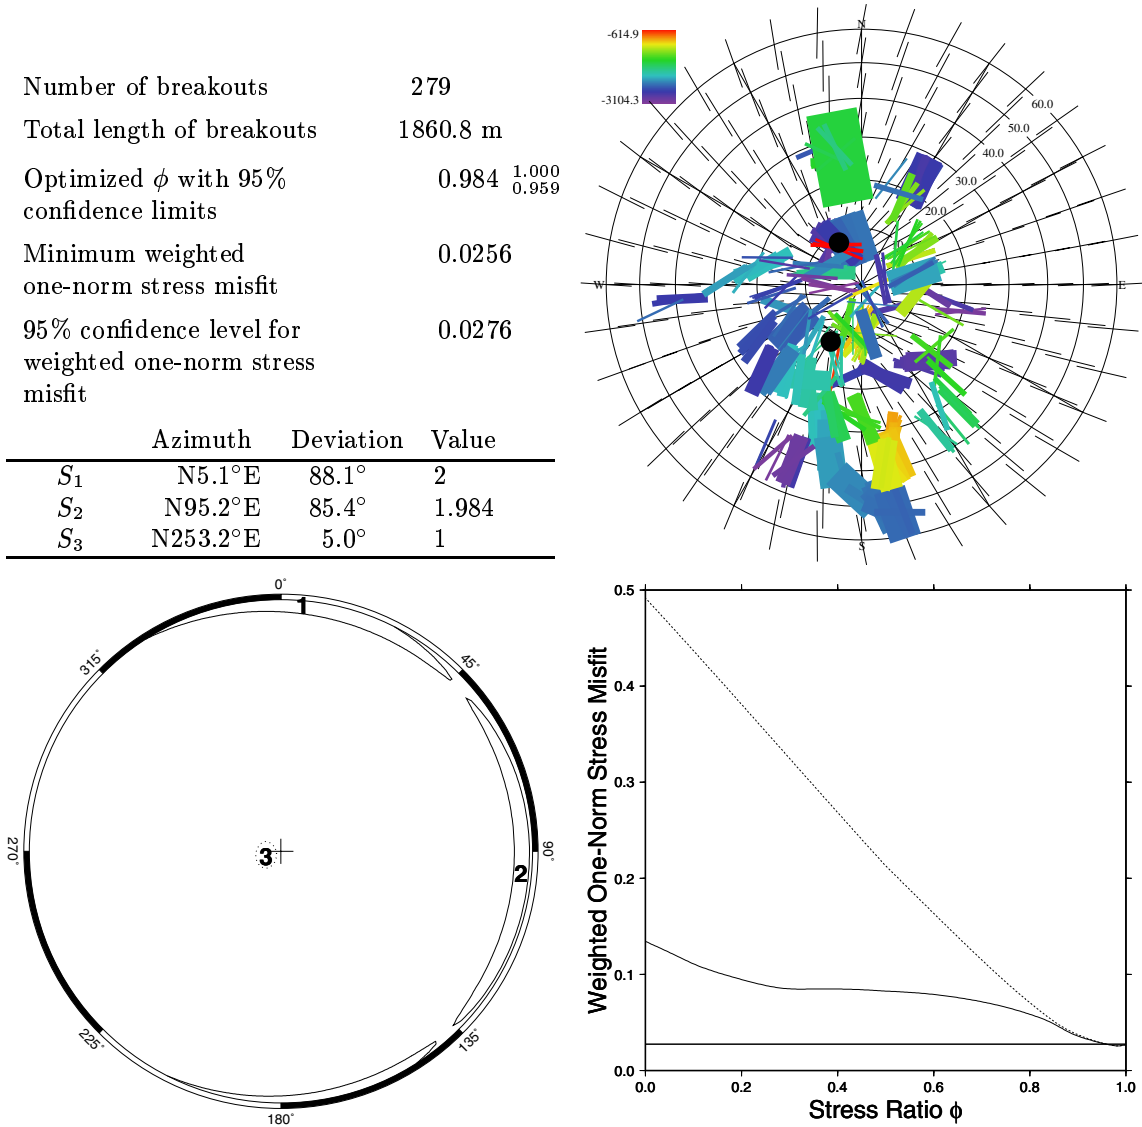 Number of breakouts 279
Total length of breakouts 1860.8 m
Optimized ϕ with 95% 0.984 1.000 0.959
confidence limits
Minimum weighted 0.0256
one-norm stress misfit
95% confidence level for 0.0276
weighted one-norm stress
misfit
Azimuth Deviation Value
S₁ N5.1°E 88.1° 2
S₂ N95.2°E 85.4° 1.984
S₃ N253.2°E 5.0° 1
-614.9
-3104.3
N
60.0
50.0
40.0
30.0
20.0
W
E
S
0°
1
315°
45°
270°
3
90°
2
225°
135°
180°
Weighted One-Norm Stress Misfit
0.5
0.4
0.3
0.2
0.1
0.0
0.0 0.2 0.4 0.6 0.8 1.0
Stress Ratio ϕ